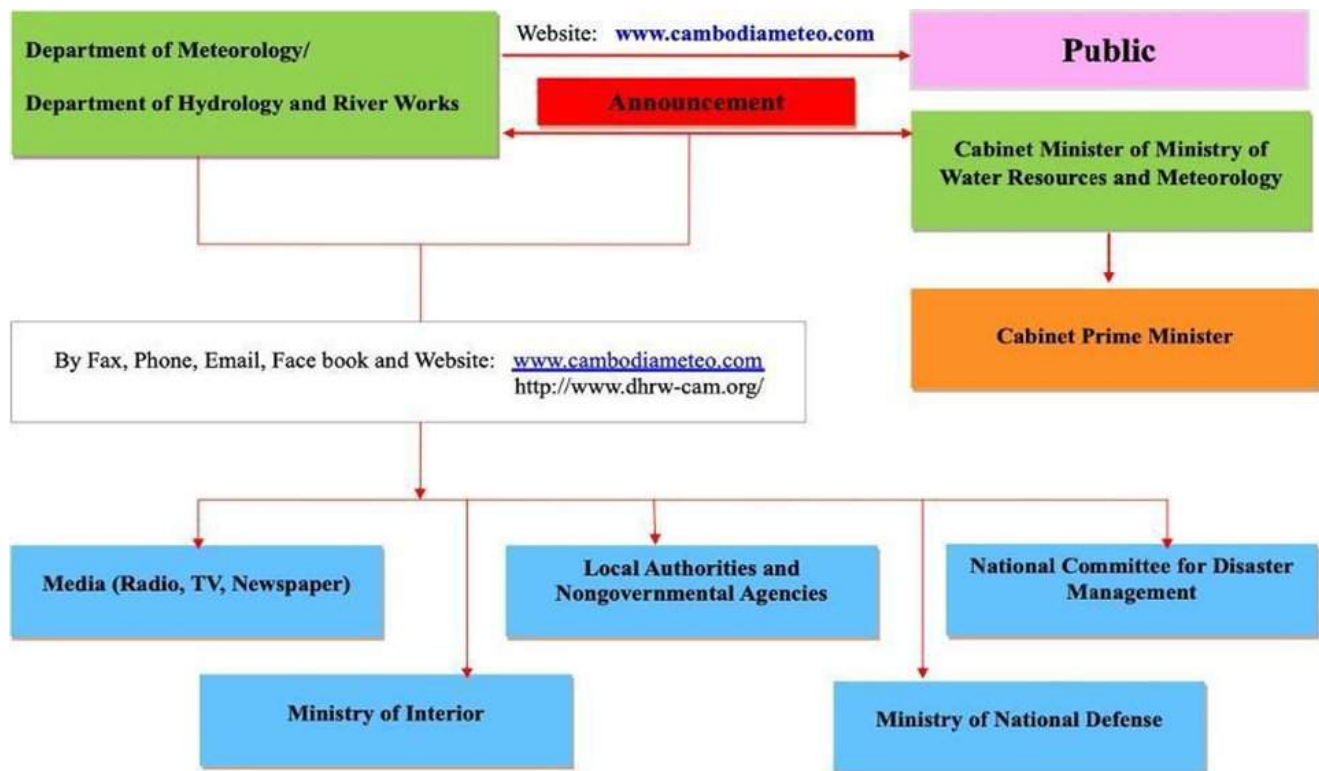 Department of Meteorology/
Department of Hydrology and River Works
Website: www.cambodiameteo.com
Public
Announcement
Cabinet Minister of Ministry of
Water Resources and Meteorology
Cabinet Prime Minister
By Fax, Phone, Email, Face book and Website: www.cambodiameteo.com
http://www.dhrw-cam.org/
Media (Radio, TV, Newspaper)
Local Authorities and
Nongovernmental Agencies
National Committee for Disaster
Management
Ministry of Interior
Ministry of National Defense